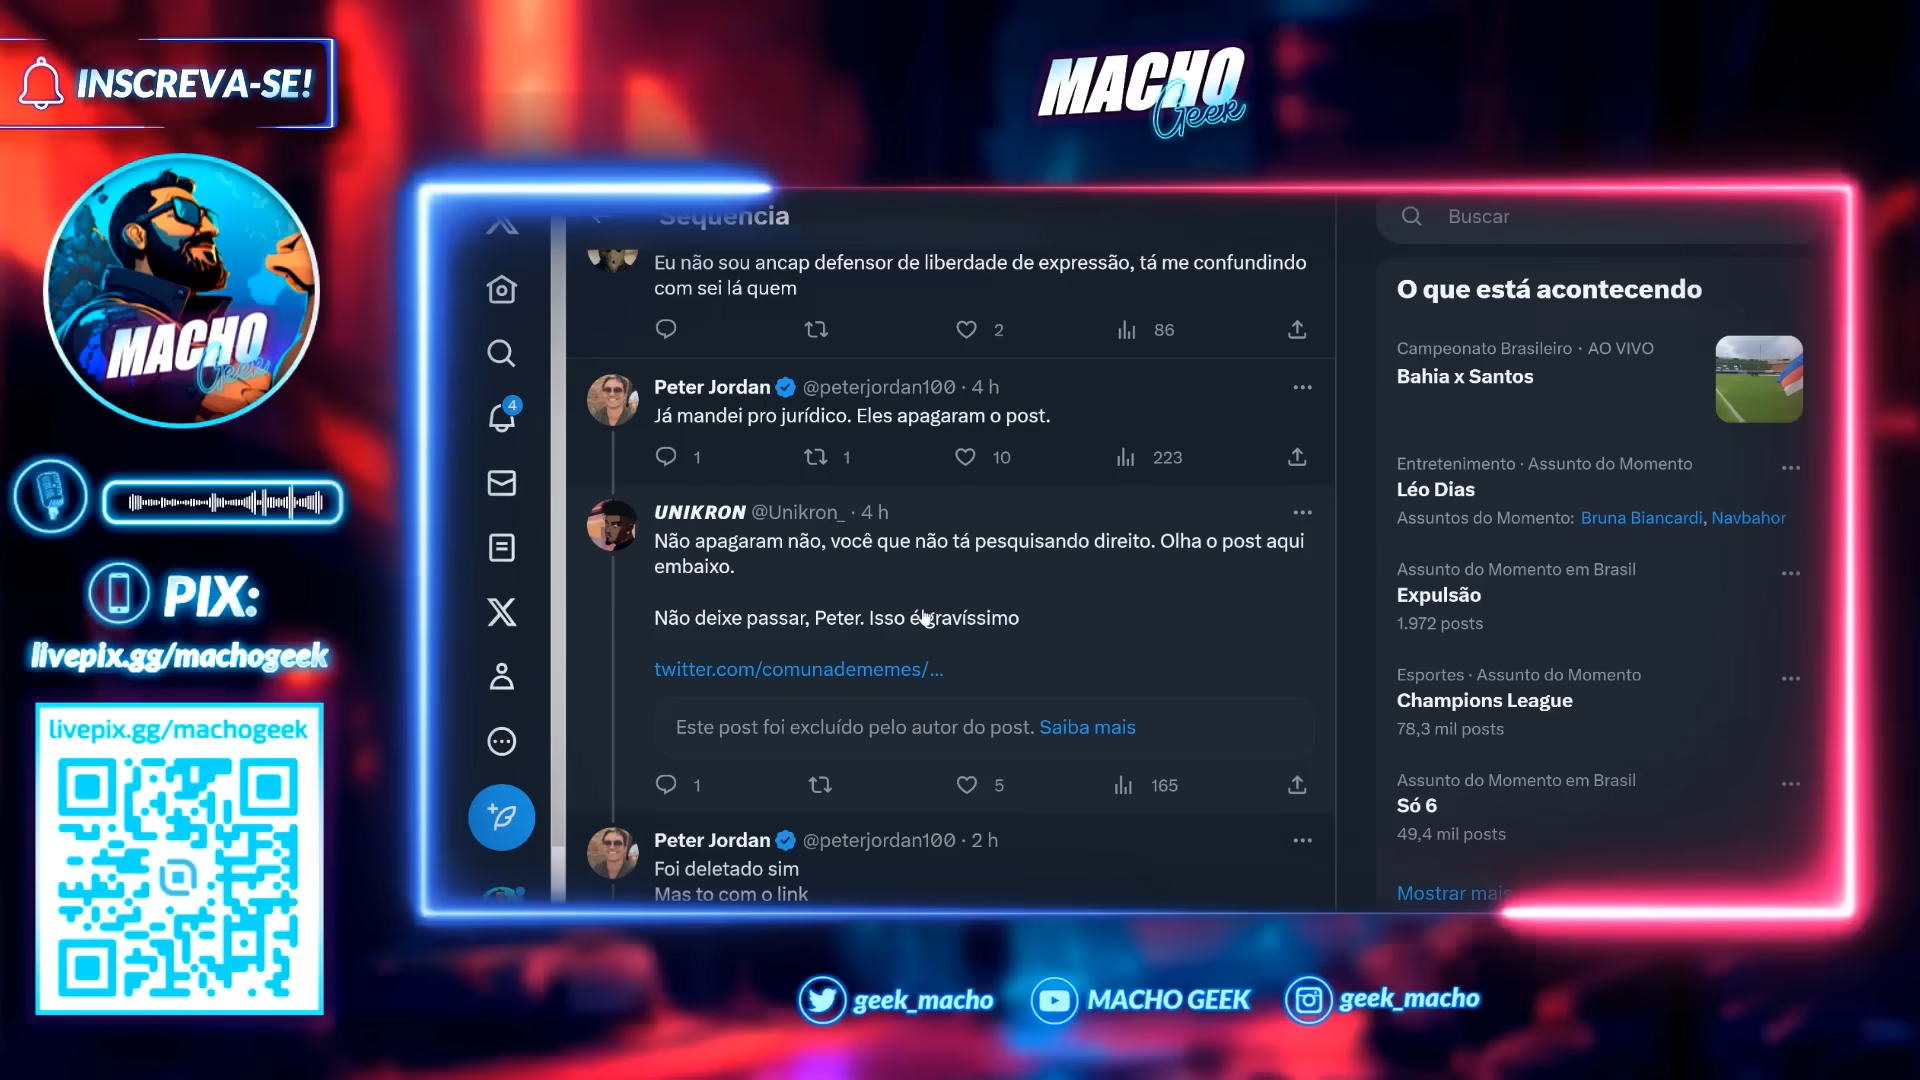 INSCREVA-SE!
MACHO
Geek
MACHO
Geek
PIX:
livepix.gg/machogeek
livepix.gg/machogeek
Sequência
Eu não sou ancap defensor de liberdade de expressão, tá me confundindo
com sei lá quem
2
86
Peter Jordan @peterjordan100 · 4 h
Já mandei pro jurídico. Eles apagaram o post.
1
1
10
223
UNIKRON @Unikron_ · 4 h
Não apagaram não, você que não tá pesquisando direito. Olha o post aqui
embaixo.
Não deixe passar, Peter. Isso é gravíssimo
twitter.com/comunadememes/...
Este post foi excluído pelo autor do post. Saiba mais
1
5
165
Peter Jordan @peterjordan100 · 2 h
Foi deletado sim
Mas to com o link
4
Buscar
O que está acontecendo
Campeonato Brasileiro · AO VIVO
Bahia x Santos
Entretenimento · Assunto do Momento
Léo Dias
Assuntos do Momento: Bruna Biancardi, Navbahor
Assunto do Momento em Brasil
Expulsão
1.972 posts
Esportes · Assunto do Momento
Champions League
78,3 mil posts
Assunto do Momento em Brasil
Só 6
49,4 mil posts
Mostrar mais
geek_macho
MACHO GEEK
geek_macho